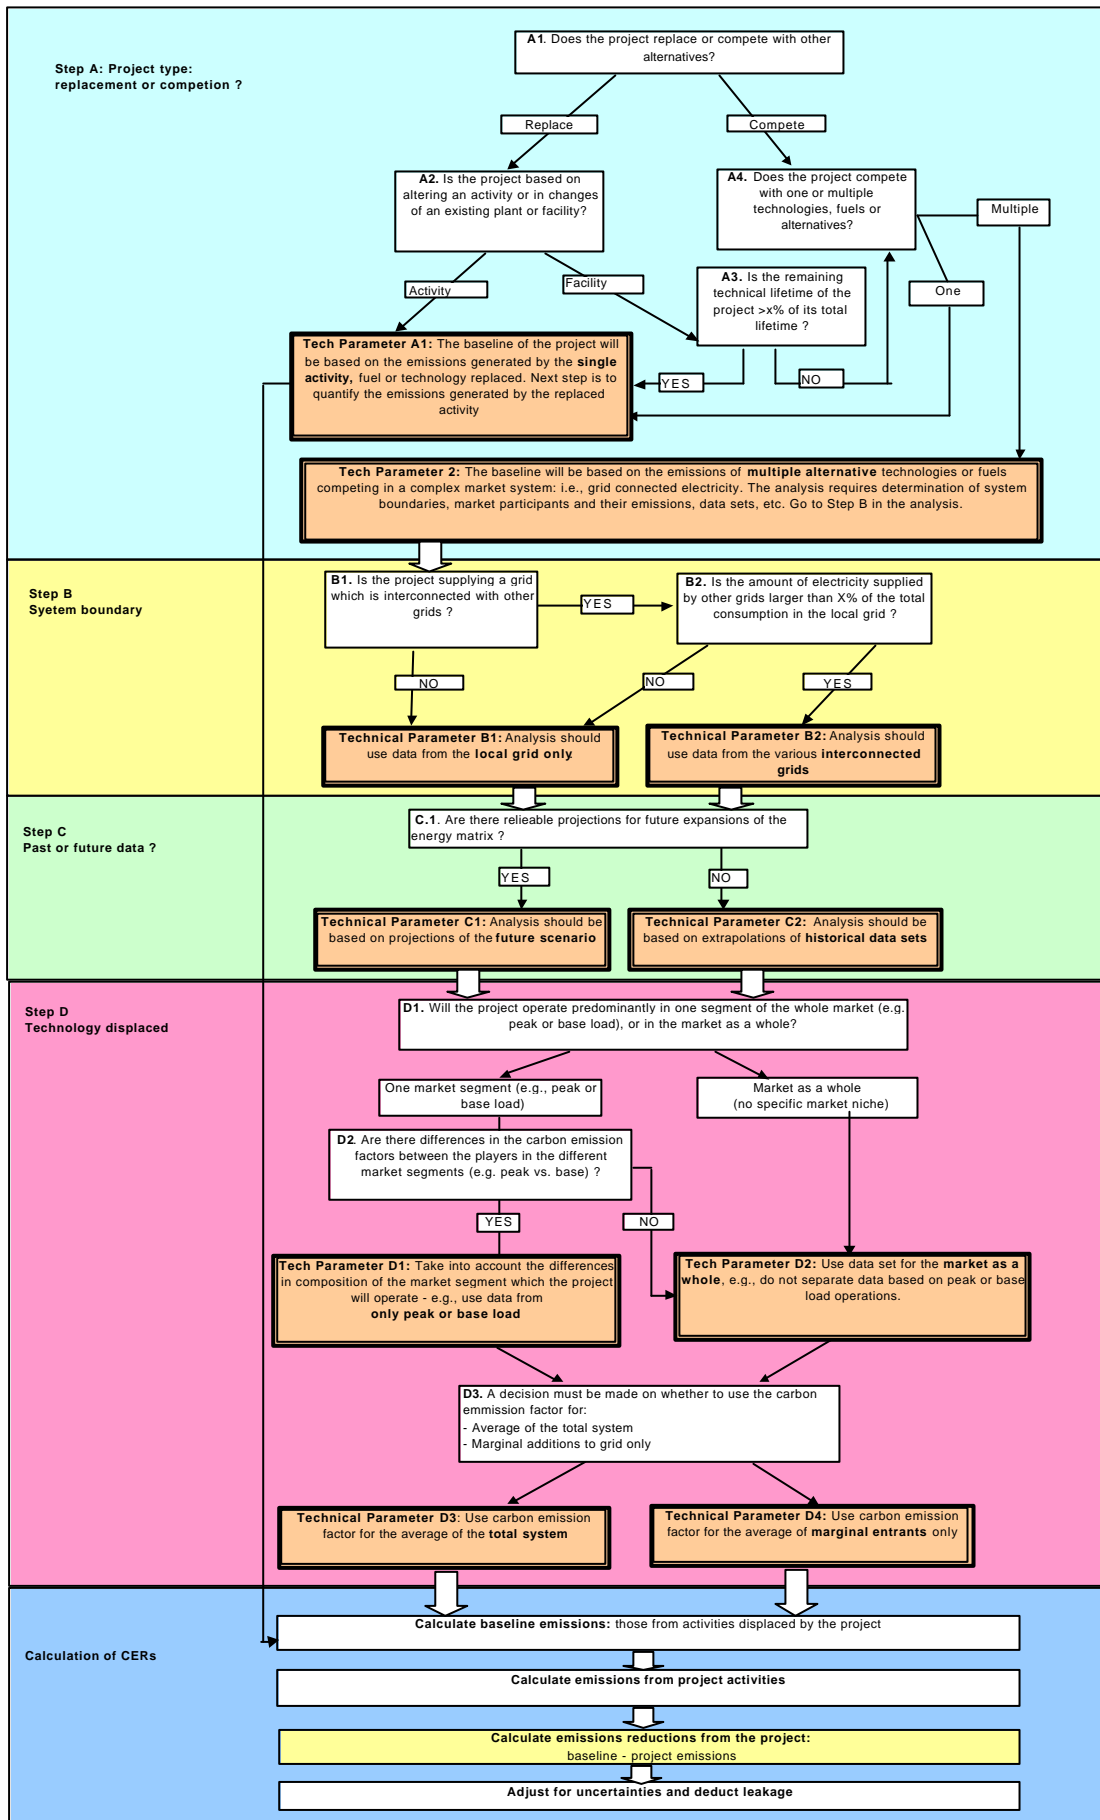 Step A: Project type:
replacement or competion ?
A1. Does the project replace or compete with other
alternatives?
Replace
Compete
A2. Is the project based on
altering an activity or in changes
of an existing plant or facility?
A4. Does the project compete
with one or multiple
technologies, fuels or
alternatives?
Multiple
Activity
Facility
A3. Is the remaining
technical lifetime of the
project >x% of its total
lifetime ?
One
Tech Parameter A1: The baseline of the project will
be based on the emissions generated by the single
activity, fuel or technology replaced. Next step is to
quantify the emissions generated by the replaced
activity
YES
NO
Tech Parameter 2: The baseline will be based on the emissions of multiple alternative technologies or fuels
competing in a complex market system: i.e., grid connected electricity. The analysis requires determination of system
boundaries, market participants and their emissions, data sets, etc. Go to Step B in the analysis.
Step B
Syetem boundary
B1. Is the project supplying a grid
which is interconnected with other
grids ?
YES
B2. Is the amount of electricity supplied
by other grids larger than X% of the total
consumption in the local grid ?
NO
NO
YES
Technical Parameter B1: Analysis should
use data from the local grid only.
Technical Parameter B2: Analysis should
use data from the various interconnected
grids
Step C
Past or future data ?
C.1. Are there relieable projections for future expansions of the
energy matrix ?
YES
NO
Technical Parameter C1: Analysis should be
based on projections of the future scenario
Technical Parameter C2: Analysis should be
based on extrapolations of historical data sets
Step D
Technology displaced
D1. Will the project operate predominantly in one segment of the whole market (e.g.
peak or base load), or in the market as a whole?
One market segment (e.g., peak or
base load)
Market as a whole
(no specific market niche)
D2. Are there differences in the carbon emission
factors between the players in the different
market segments (e.g. peak vs. base) ?
YES
NO
Tech Parameter D1: Take into account the differences
in composition of the market segment which the project
will operate - e.g., use data from
only peak or base load
Tech Parameter D2: Use data set for the market as a
whole, e.g., do not separate data based on peak or base
load operations.
D3. A decision must be made on whether to use the carbon
emmission factor for:
- Average of the total system
- Marginal additions to grid only
Technical Parameter D3: Use carbon emission
factor for the average of the total system
Technical Parameter D4: Use carbon emission
factor for the average of marginal entrants only
Calculation of CERs
Calculate baseline emissions: those from activities displaced by the project
Calculate emissions from project activities
Calculate emissions reductions from the project:
baseline - project emissions
Adjust for uncertainties and deduct leakage